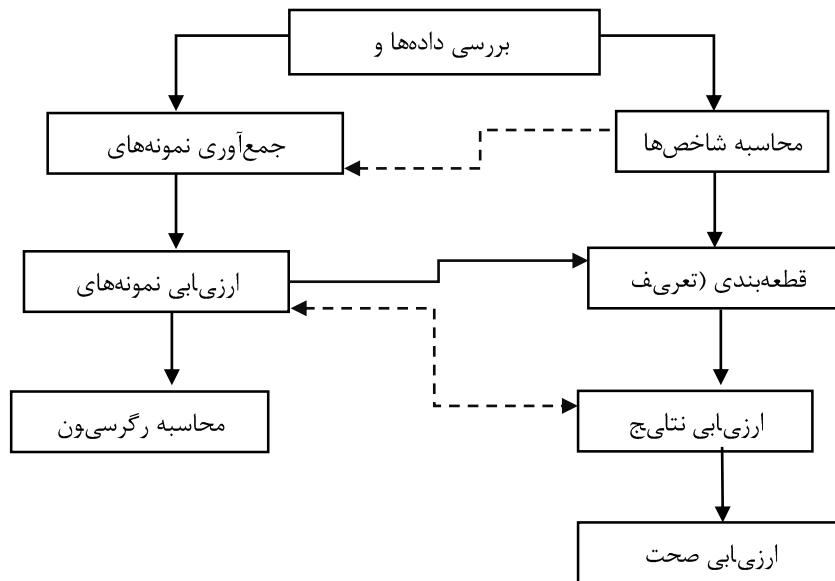 بررسی داده‌ها و
محاسبه شاخص‌ها
جمع‌آوری نمونه‌های
قطعه‌بندی (تعریف
ارزیابی نمونه‌های
ارزیابی نتایج
محاسبه رگرسیون
ارزیابی صحت